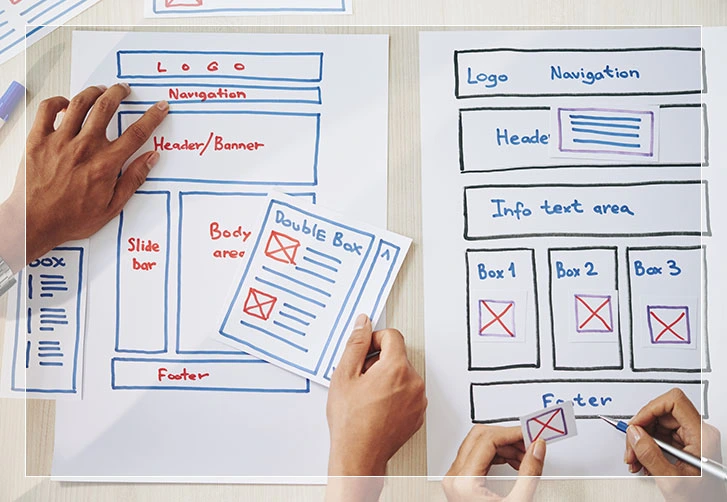 L O G O
Navigation
Header/Banner
Slide
bar
Body
area
Double Box
Footer
Box
Logo Navigation
Heade
Info text area
Box 1
Box 2
Box 3
Footer